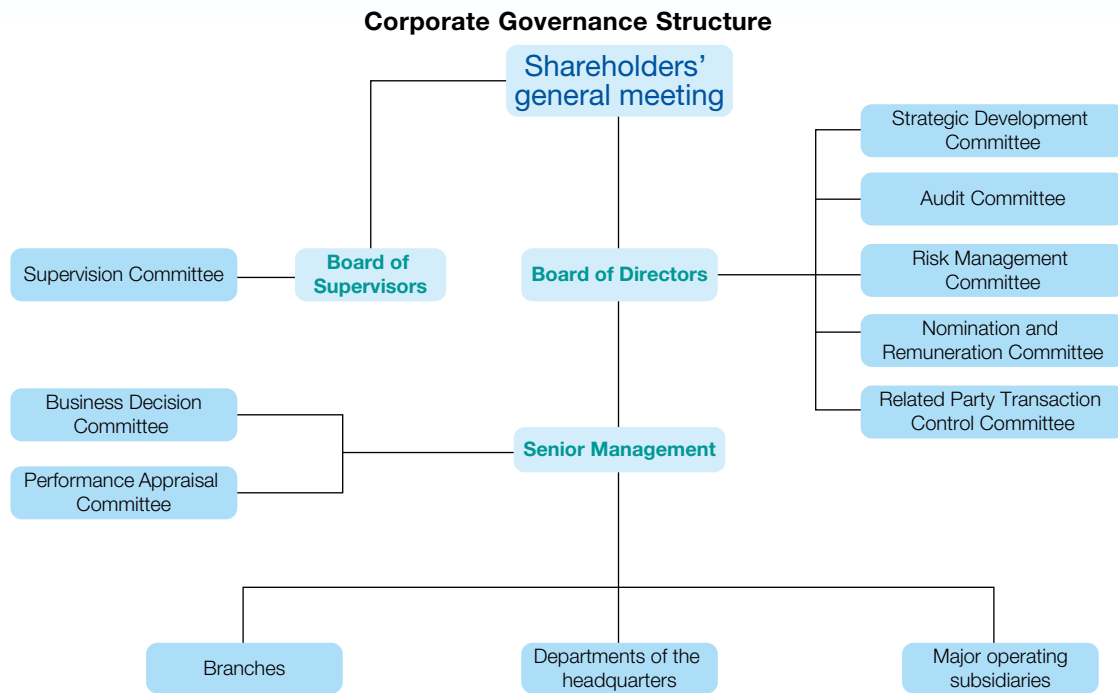 Corporate Governance Structure
Shareholders’
general meeting
Strategic Development
Committee
Audit Committee
Supervision Committee
Board of
Supervisors
Board of Directors
Risk Management
Committee
Nomination and
Remuneration Committee
Business Decision
Committee
Related Party Transaction
Control Committee
Senior Management
Performance Appraisal
Committee
Branches
Departments of the
headquarters
Major operating
subsidiaries